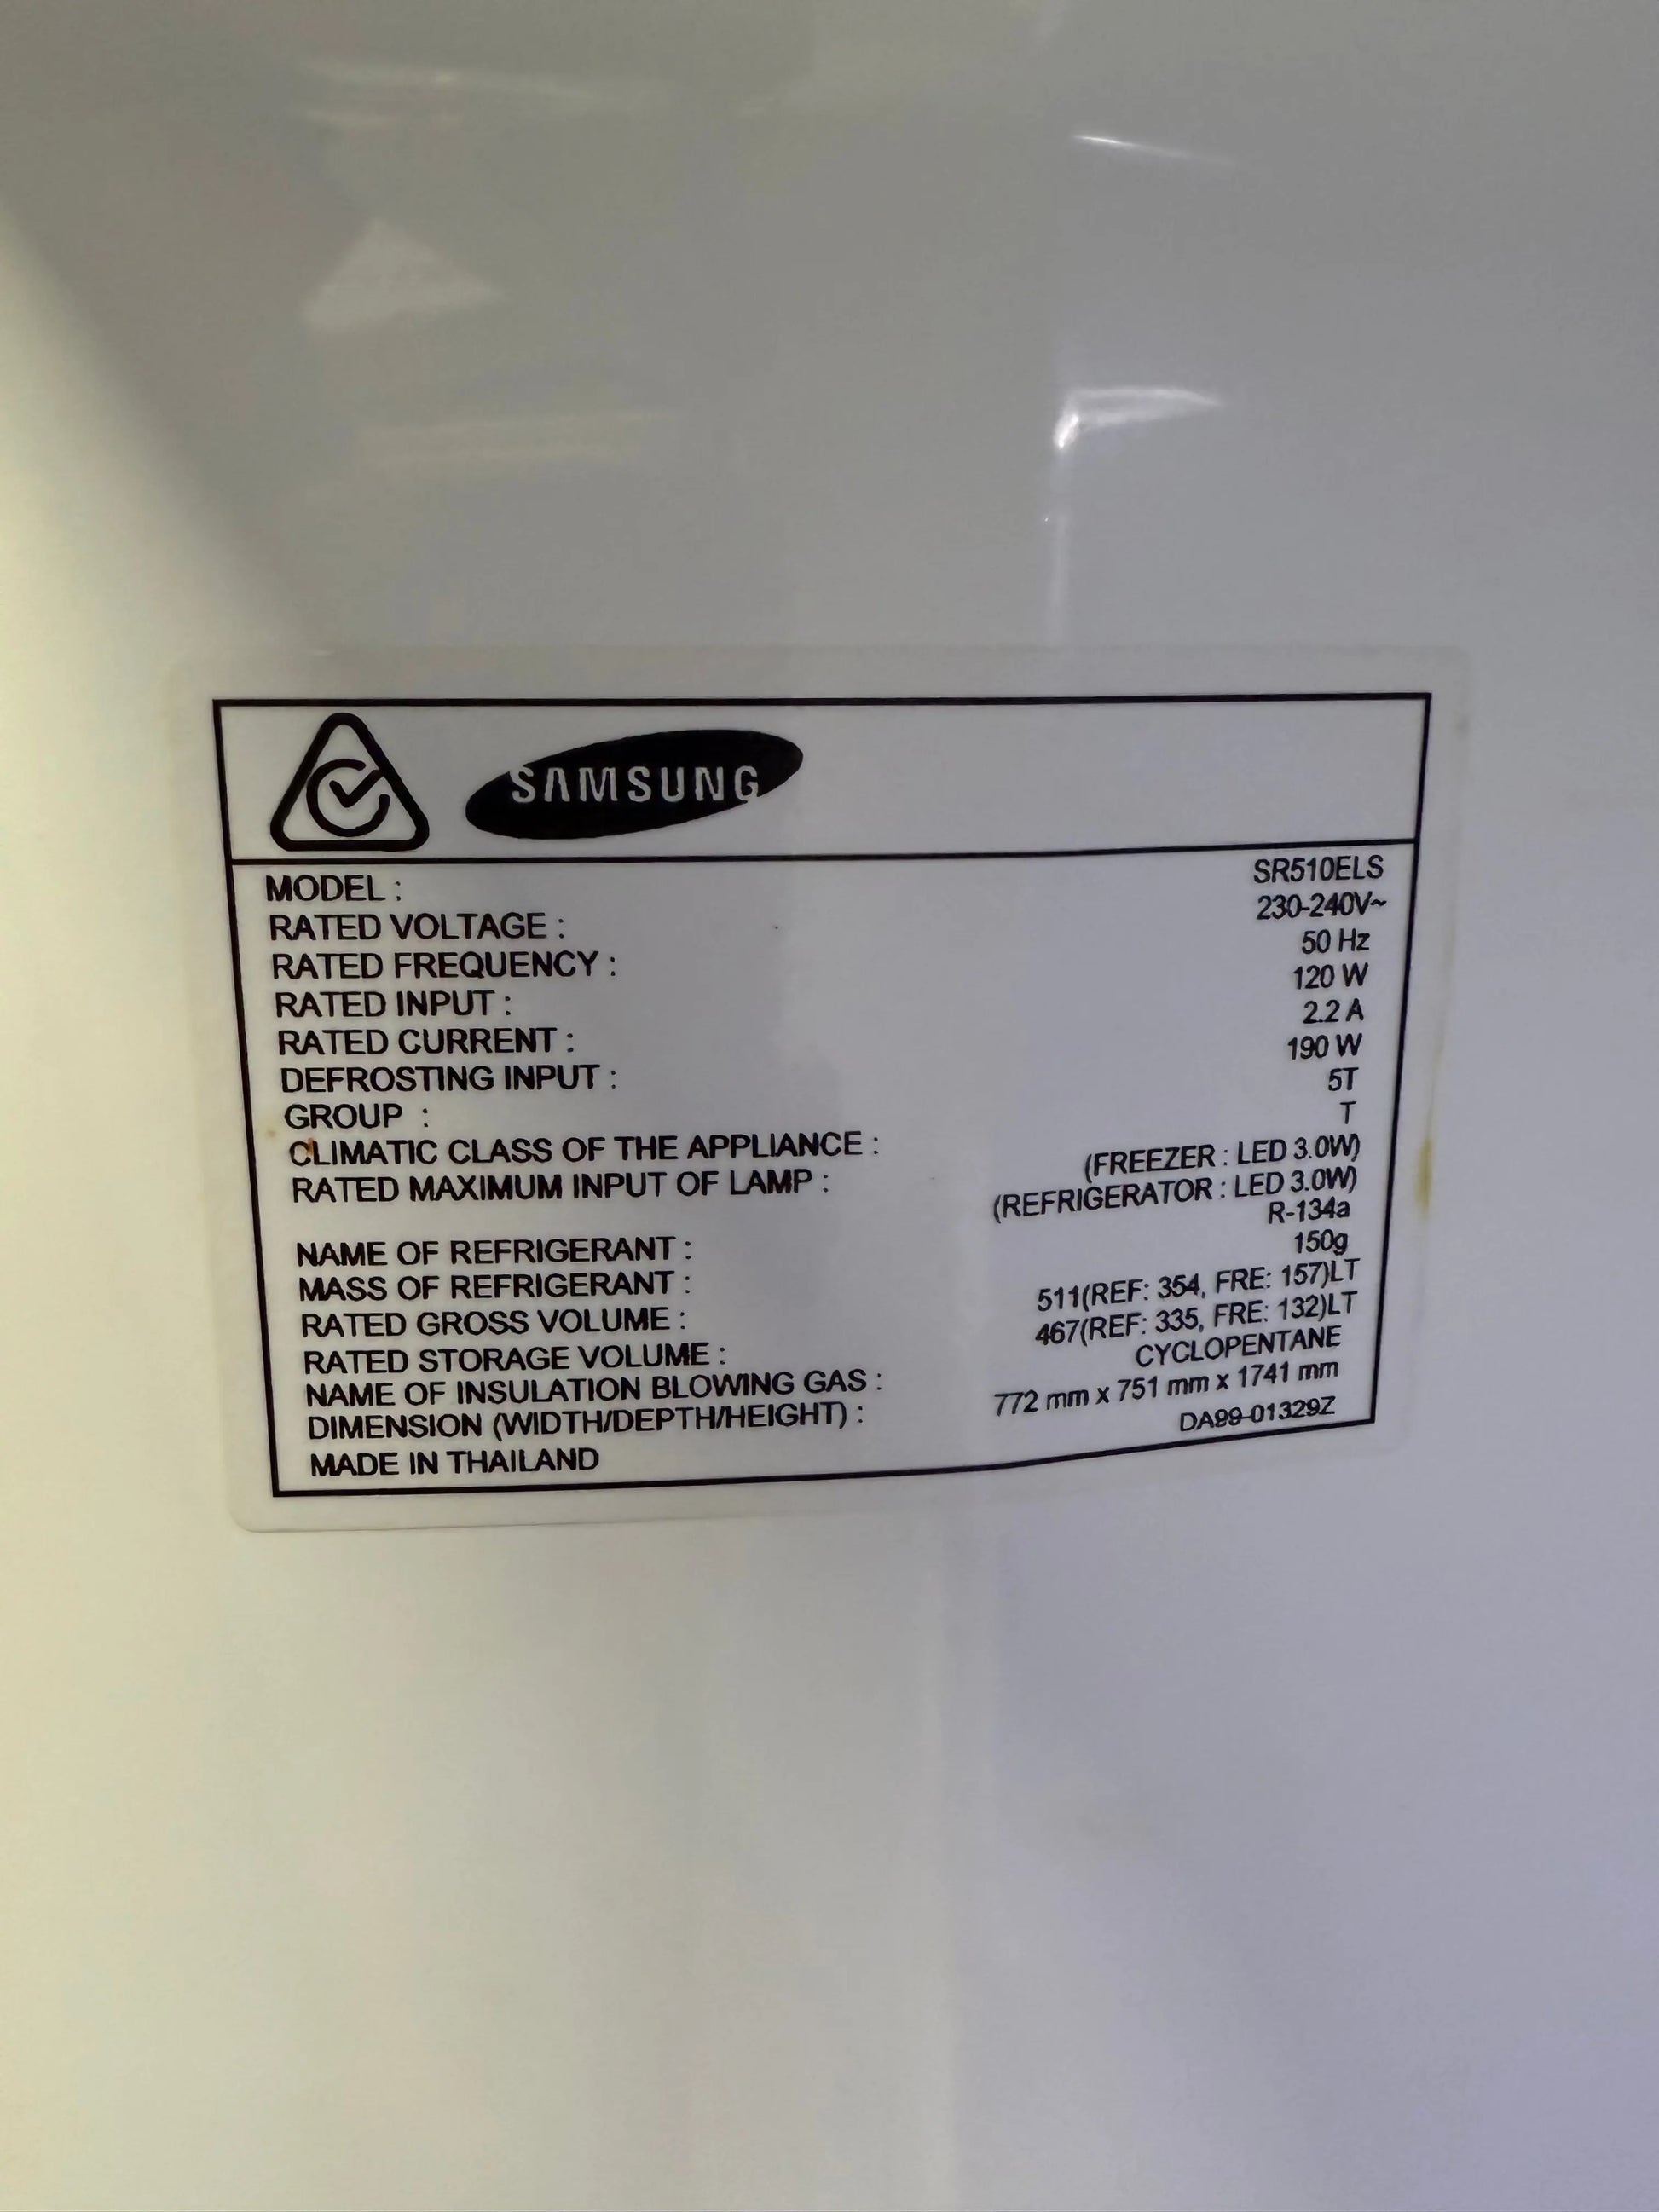 SAMSUNG
MODEL : SR510ELS
RATED VOLTAGE : 230-240V~
RATED FREQUENCY : 50 Hz
RATED INPUT : 120 W
RATED CURRENT : 2.2 A
DEFROSTING INPUT : 190 W
GROUP : 5T
CLIMATIC CLASS OF THE APPLIANCE : T
RATED MAXIMUM INPUT OF LAMP : (FREEZER : LED 3.0W)
(REFRIGERATOR : LED 3.0W)
NAME OF REFRIGERANT : R-134a
MASS OF REFRIGERANT : 150g
RATED GROSS VOLUME : 511(REF: 354, FRE: 157)LT
RATED STORAGE VOLUME : 467(REF: 335, FRE: 132)LT
NAME OF INSULATION BLOWING GAS : CYCLOPENTANE
DIMENSION (WIDTH/DEPTH/HEIGHT) : 772 mm x 751 mm x 1741 mm
MADE IN THAILAND DA99-01329Z